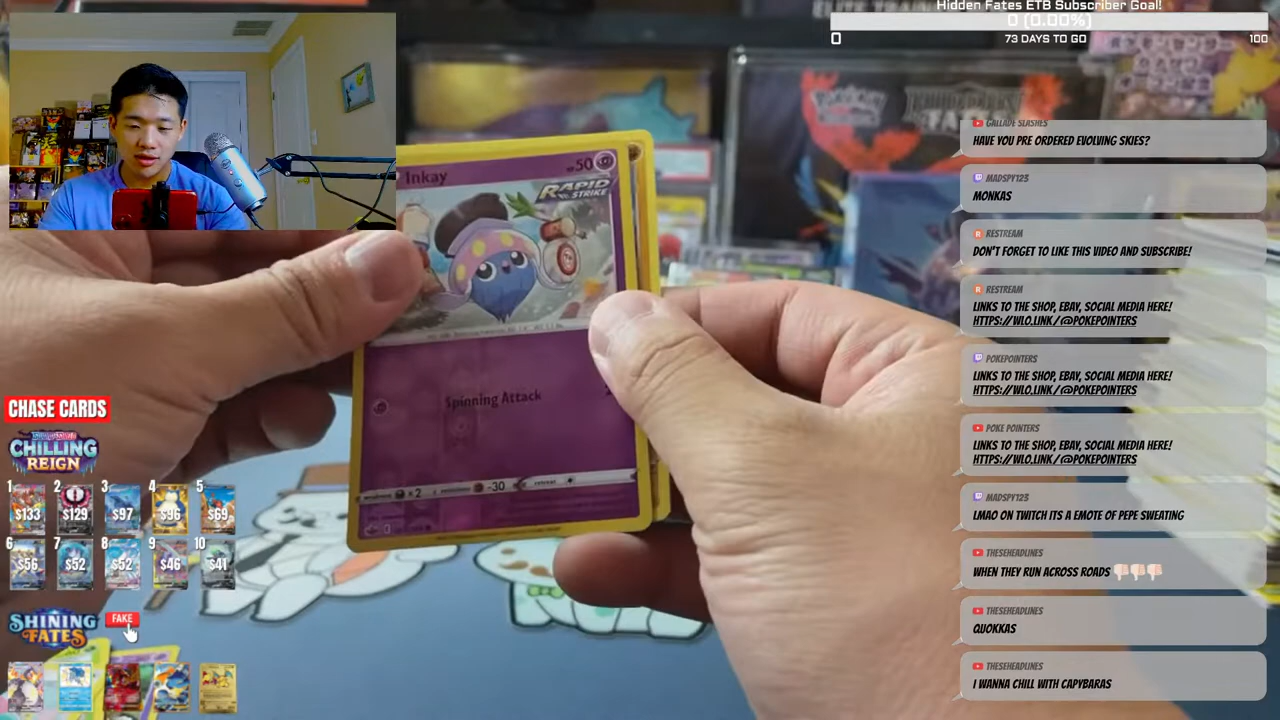 Hidden Fates ETB Subscriber Goal!
0 (0.00%)
0
73 DAYS TO GO
100
GALLADE SLASHES
HAVE YOU PRE ORDERED EVOLVING SKIES?
MADSPY123
MONKAS
RESTREAM
DON'T FORGET TO LIKE THIS VIDEO AND SUBSCRIBE!
RESTREAM
LINKS TO THE SHOP, EBAY, SOCIAL MEDIA HERE!
HTTPS://WLO.LINK/@POKEPOINTERS
POKEPOINTERS
LINKS TO THE SHOP, EBAY, SOCIAL MEDIA HERE!
HTTPS://WLO.LINK/@POKEPOINTERS
POKE POINTERS
LINKS TO THE SHOP, EBAY, SOCIAL MEDIA HERE!
HTTPS://WLO.LINK/@POKEPOINTERS
MADSPY123
LMAO ON TWITCH ITS A EMOTE OF PEPE SWEATING
THESEHEADLINES
WHEN THEY RUN ACROSS ROADS 👎🏻👎🏻👎🏻
THESEHEADLINES
QUOKKAS
THESEHEADLINES
I WANNA CHILL WITH CAPYBARAS
Inkay
50
RAPID
STRIKE
Spinning Attack
weakness x2 resistance -30 retreat
CHASE CARDS
CHILLING
REIGN
1 2 3 4 5
$133 $129 $97 $96 $69
6 7 8 9 10
$56 $52 $52 $46 $41
SHINING
FATES
FAKE